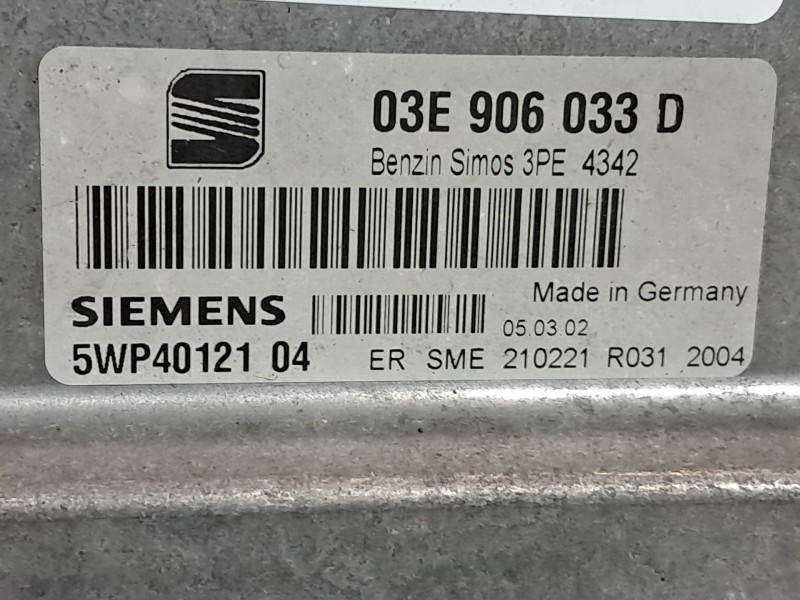 03E 906 033 D
Benzin Simos 3PE 4342
Made in Germany
SIEMENS
05.03.02
5WP40121 04 ER SME 210221 R031 2004